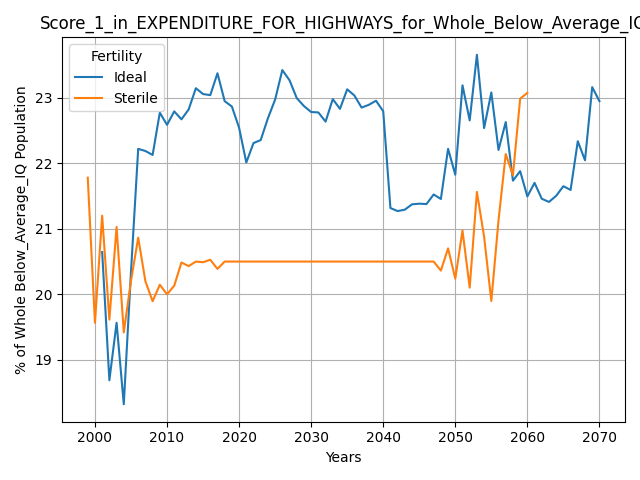 Score_1_in_EXPENDITURE_FOR_HIGHWAYS_for_Whole_Below_Average_IQ
Fertility
Ideal
Sterile
% of Whole Below_Average_IQ Population
23
22
21
20
19
2000 2010 2020 2030 2040 2050 2060 2070
Years